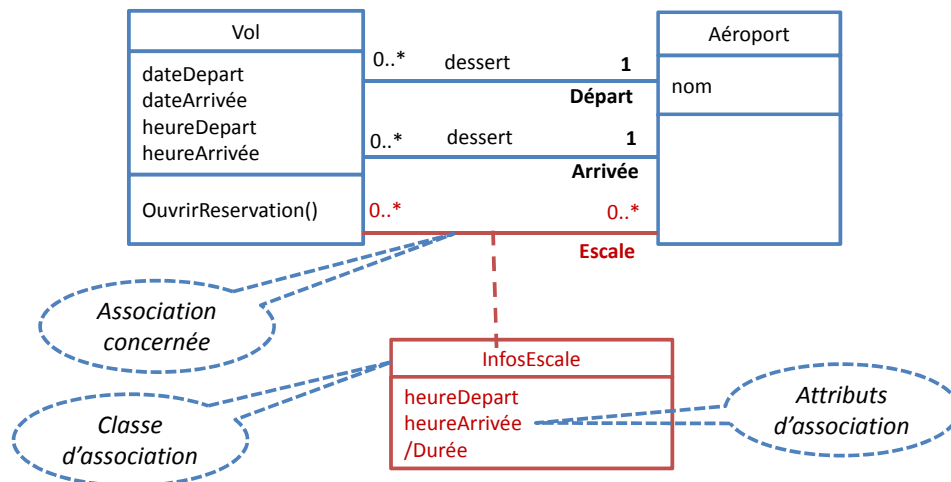 Vol
dateDepart
dateArrivée
heureDepart
heureArrivée
OuvrirReservation()
0..* dessert 1
Départ
0..* dessert 1
Arrivée
0..* 0..*
Escale
Aéroport
nom
Association
concernée
InfosEscale
heureDepart
heureArrivée
/Durée
Classe
d’association
Attributs
d’association